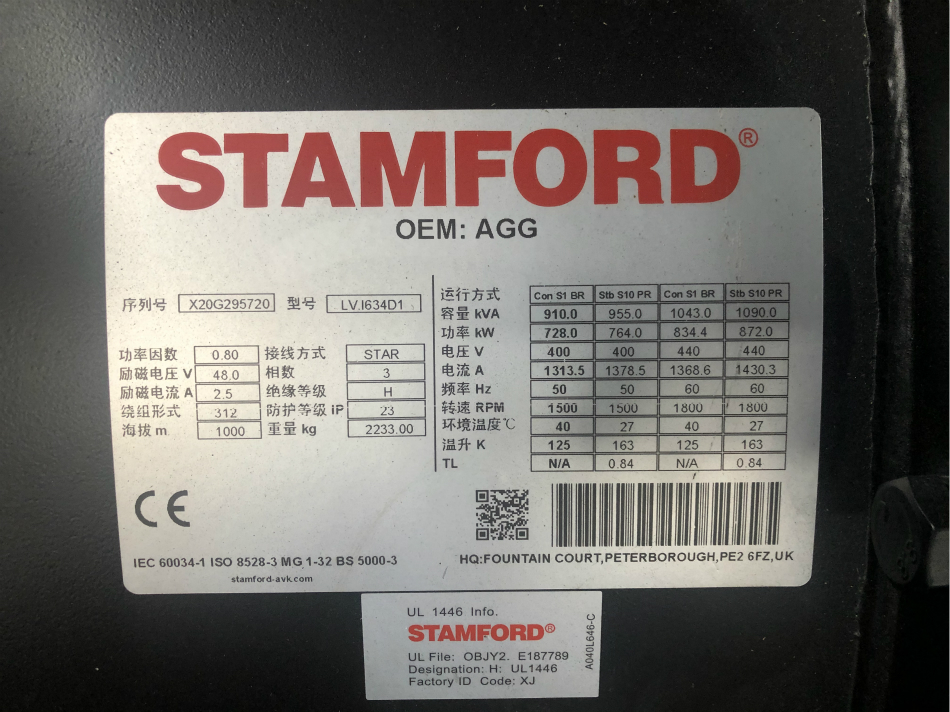 STAMFORD®
OEM: AGG
序列号 X20G295720 型号 LV.I634D1
功率因数 0.80 接线方式 STAR
励磁电压 V 48.0 相数 3
励磁电流 A 2.5 绝缘等级 H
绕组形式 312 防护等级 iP 23
海拔 m 1000 重量 kg 2233.00
运行方式 Con S1 BR Stb S10 PR Con S1 BR Stb S10 PR
容量 kVA 910.0 955.0 1043.0 1090.0
功率 kW 728.0 764.0 834.4 872.0
电压 V 400 400 440 440
电流 A 1313.5 1378.5 1368.6 1430.3
频率 Hz 50 50 60 60
转速 RPM 1500 1500 1800 1800
环境温度℃ 40 27 40 27
温升 K 125 163 125 163
TL N/A 0.84 N/A 0.84
CE
IEC 60034-1 ISO 8528-3 MG 1-32 BS 5000-3
stamford-avk.com
HQ:FOUNTAIN COURT,PETERBOROUGH,PE2 6FZ,UK
UL 1446 Info.
STAMFORD®
UL File: OBJY2. E187789
Designation: H: UL1446
Factory ID Code: XJ
A040L646-C